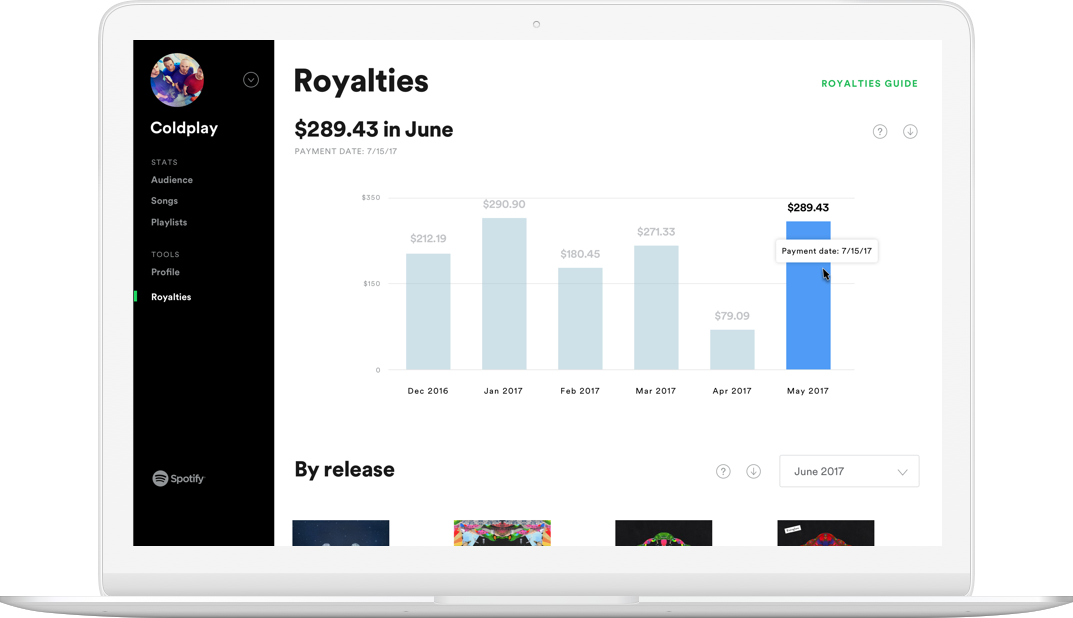 Coldplay
STATS
Audience
Songs
Playlists
TOOLS
Profile
Royalties
Spotify
Royalties
ROYALTIES GUIDE
$289.43 in June
?
PAYMENT DATE: 7/15/17
$350
$150
0
$212.19
$290.90
$180.45
$271.33
$79.09
$289.43
Payment date: 7/15/17
Dec 2016
Jan 2017
Feb 2017
Mar 2017
Apr 2017
May 2017
By release
?
June 2017